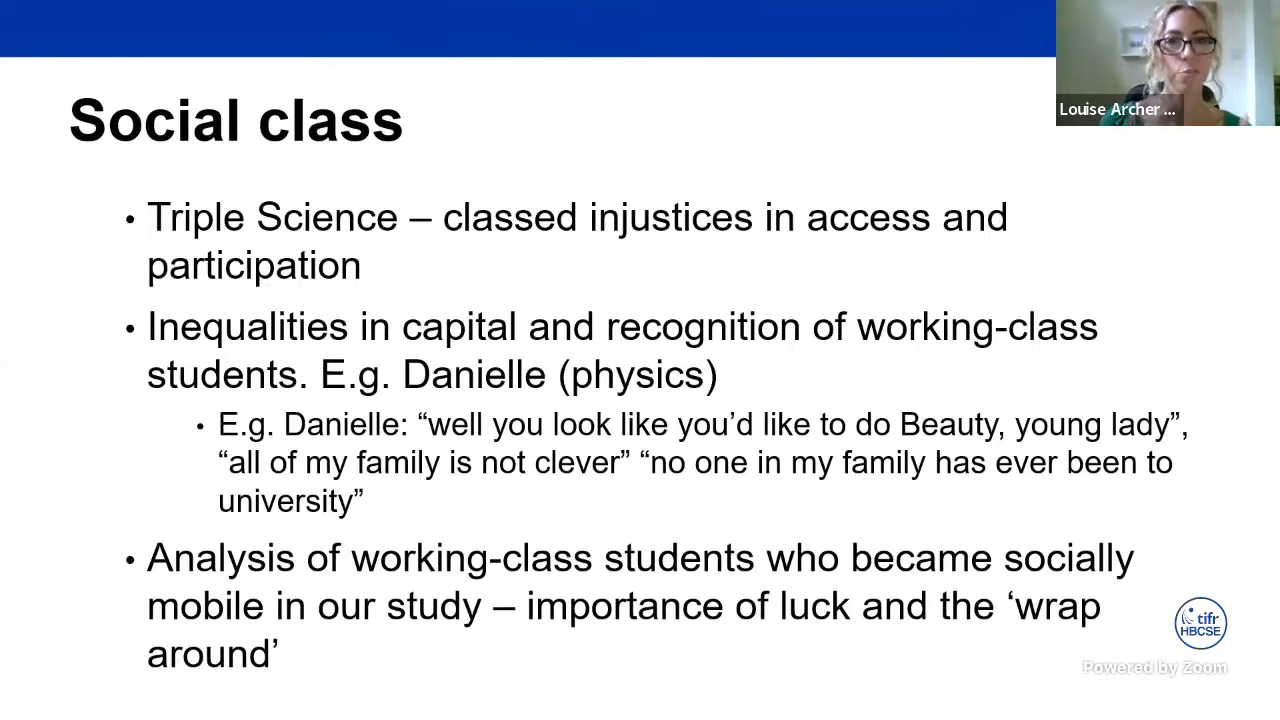 Louise Archer ...
Social class
• Triple Science – classed injustices in access and
participation
• Inequalities in capital and recognition of working-class
students. E.g. Danielle (physics)
• E.g. Danielle: “well you look like you’d like to do Beauty, young lady”,
“all of my family is not clever” “no one in my family has ever been to
university”
• Analysis of working-class students who became socially
mobile in our study – importance of luck and the ‘wrap
around’
tifr
HBCSE
Powered by Zoom